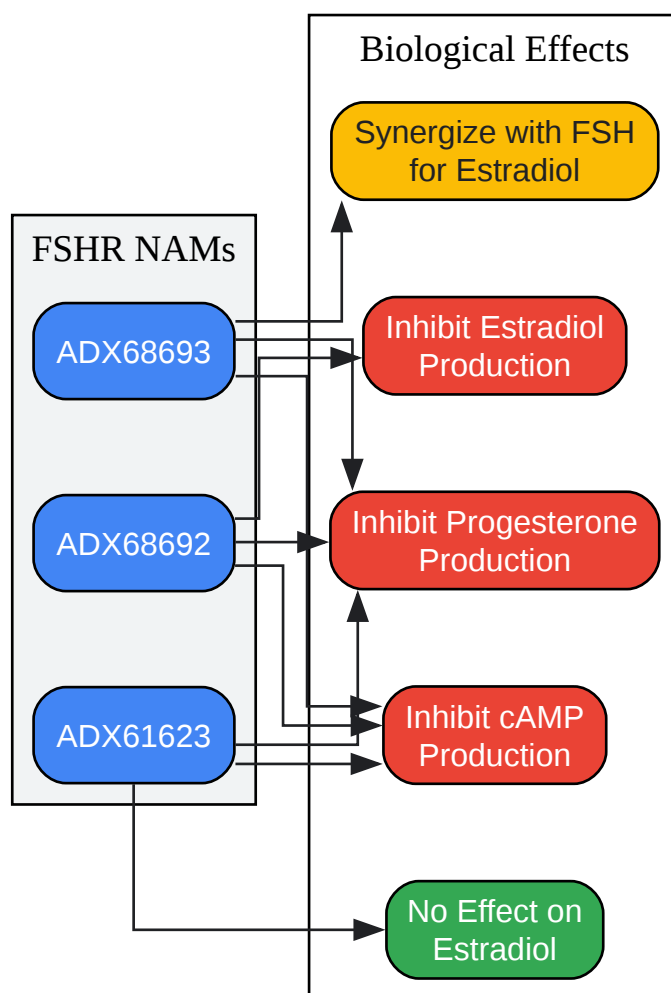 Biological Effects
Synergize with FSH
for Estradiol
FSHR NAMs
ADX68693
Inhibit Estradiol
Production
ADX68692
Inhibit Progesterone
Production
ADX61623
Inhibit cAMP
Production
No Effect on
Estradiol